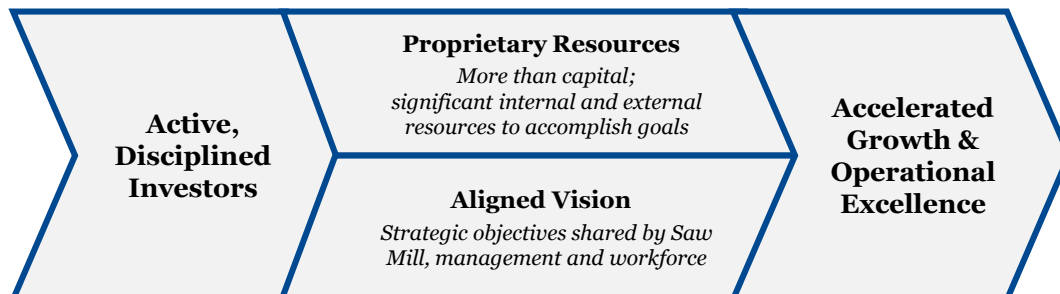 Active,
Disciplined
Investors
Proprietary Resources
More than capital;
significant internal and external
resources to accomplish goals
Aligned Vision
Strategic objectives shared by Saw
Mill, management and workforce
Accelerated
Growth &
Operational
Excellence